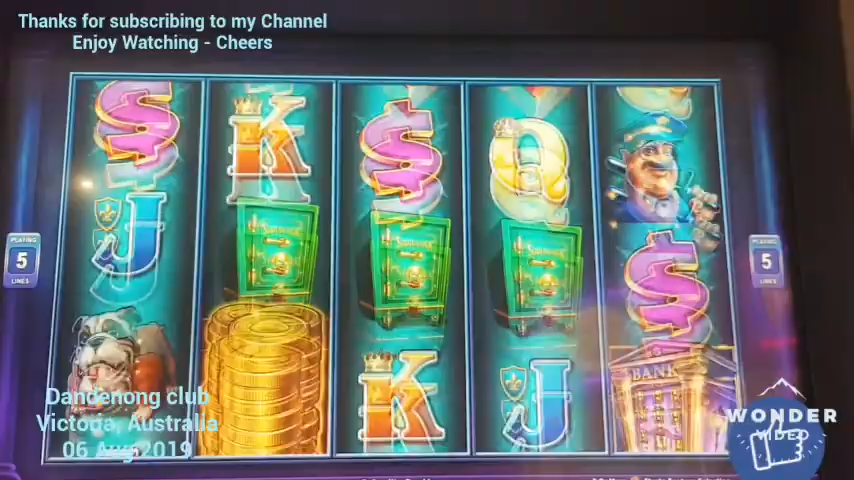 Thanks for subscribing to my Channel
Enjoy Watching - Cheers
K
Q
J
PLAYING
5
LINES
PLAYING
5
LINES
K
J
BANK
Dandenong club
Victoria, Australia
06 Aug 2019
WONDER
VIDEO